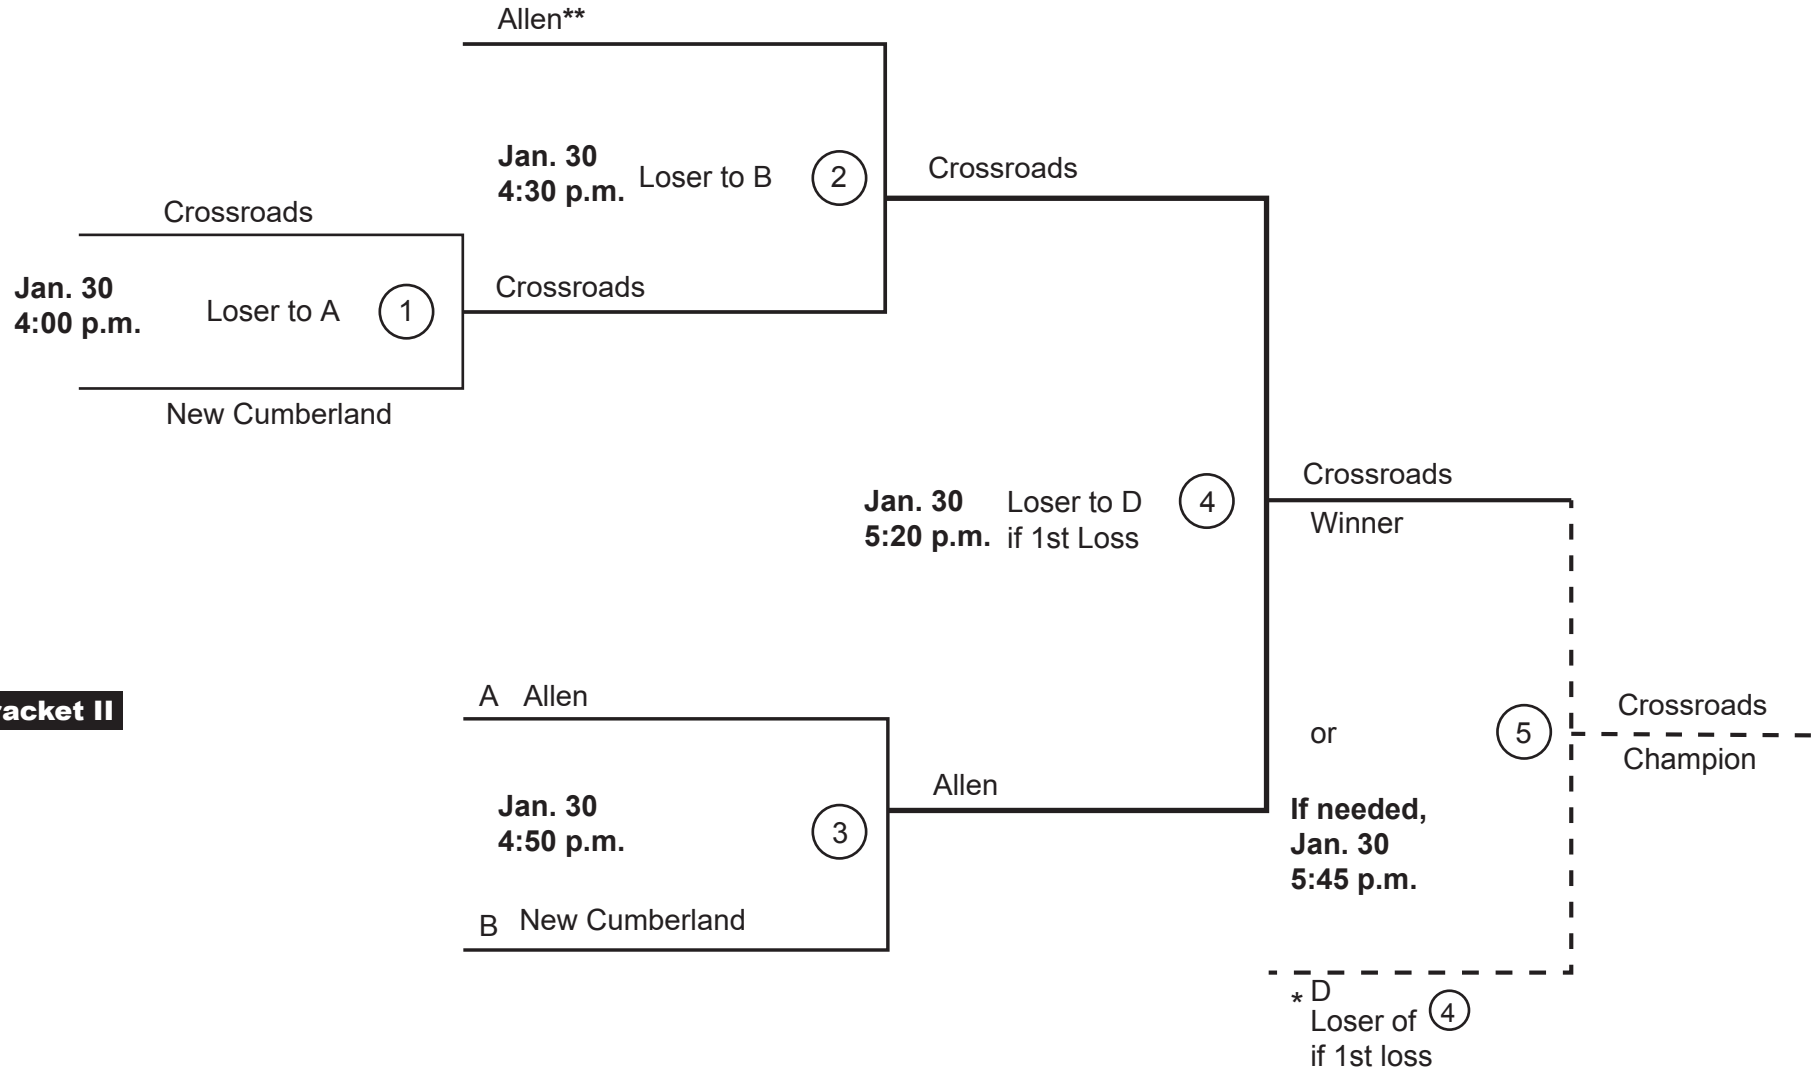 Allen**
Jan. 30
4:30 p.m.
Loser to B
2
Crossroads
Crossroads
Jan. 30
4:00 p.m.
Loser to A
1
Crossroads
New Cumberland
Jan. 30
5:20 p.m.
Loser to D
if 1st Loss
4
Crossroads
Winner
acket II
A Allen
Jan. 30
4:50 p.m.
3
Allen
B New Cumberland
or
5
If needed,
Jan. 30
5:45 p.m.
Crossroads
Champion
* D
Loser of 4
if 1st loss